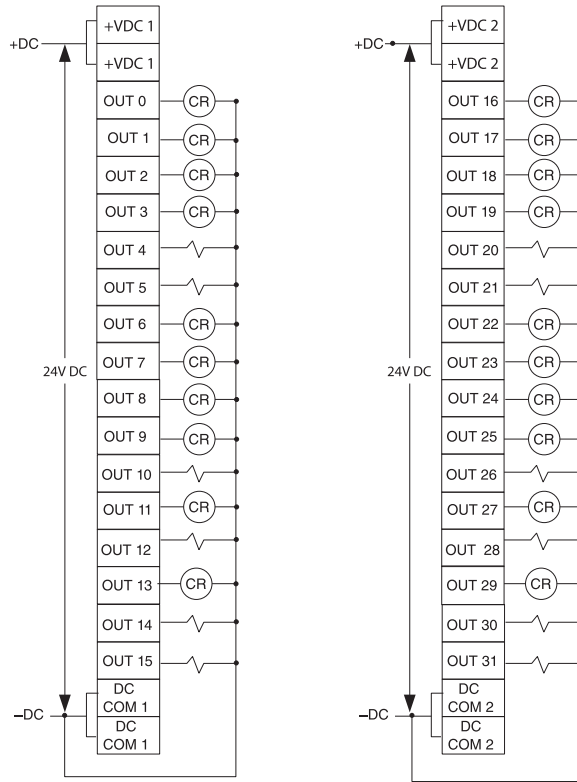 +DC
+VDC 1
+VDC 1
OUT 0 CR
OUT 1 CR
OUT 2 CR
OUT 3 CR
OUT 4
OUT 5
OUT 6 CR
OUT 7 CR
24V DC
OUT 8 CR
OUT 9 CR
OUT 10
OUT 11 CR
OUT 12
OUT 13 CR
OUT 14
OUT 15
–DC
DC
COM 1
DC
COM 1
+DC
+VDC 2
+VDC 2
OUT 16 CR
OUT 17 CR
OUT 18 CR
OUT 19 CR
OUT 20
OUT 21
OUT 22 CR
OUT 23 CR
24V DC
OUT 24 CR
OUT 25 CR
OUT 26
OUT 27 CR
OUT 28
OUT 29 CR
OUT 30
OUT 31
–DC
DC
COM 2
DC
COM 2